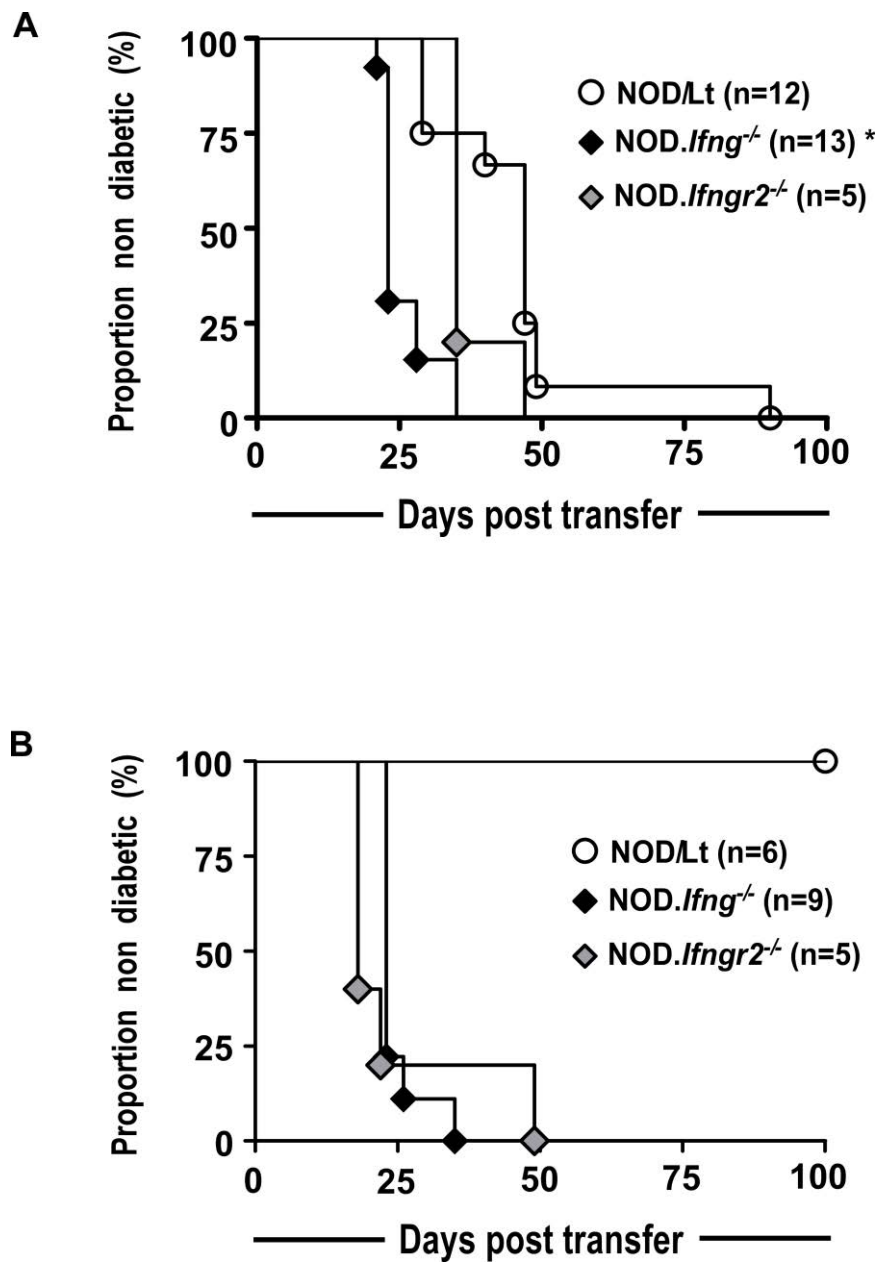 A
Proportion non diabetic (%)
100
75
50
25
0
NOD/Lt (n=12)
NOD.Ifng-/- (n=13) *
NOD.Ifngr2-/- (n=5)
0 25 50 75 100
Days post transfer
B
Proportion non diabetic (%)
100
75
50
25
0
NOD/Lt (n=6)
NOD.Ifng-/- (n=9)
NOD.Ifngr2-/- (n=5)
0 25 50 75 100
Days post transfer